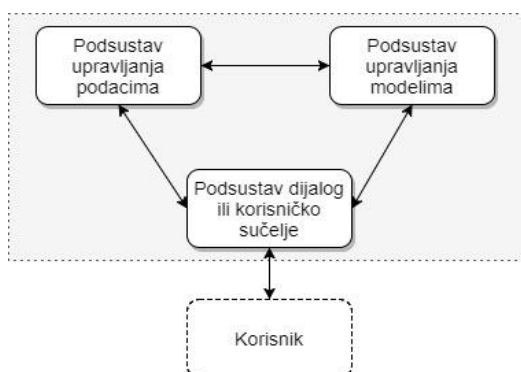 Podsustav
upravljanja
podacima
Podsustav
upravljanja
modelima
Podsustav dijalog
ili korisničko
sučelje
Korisnik